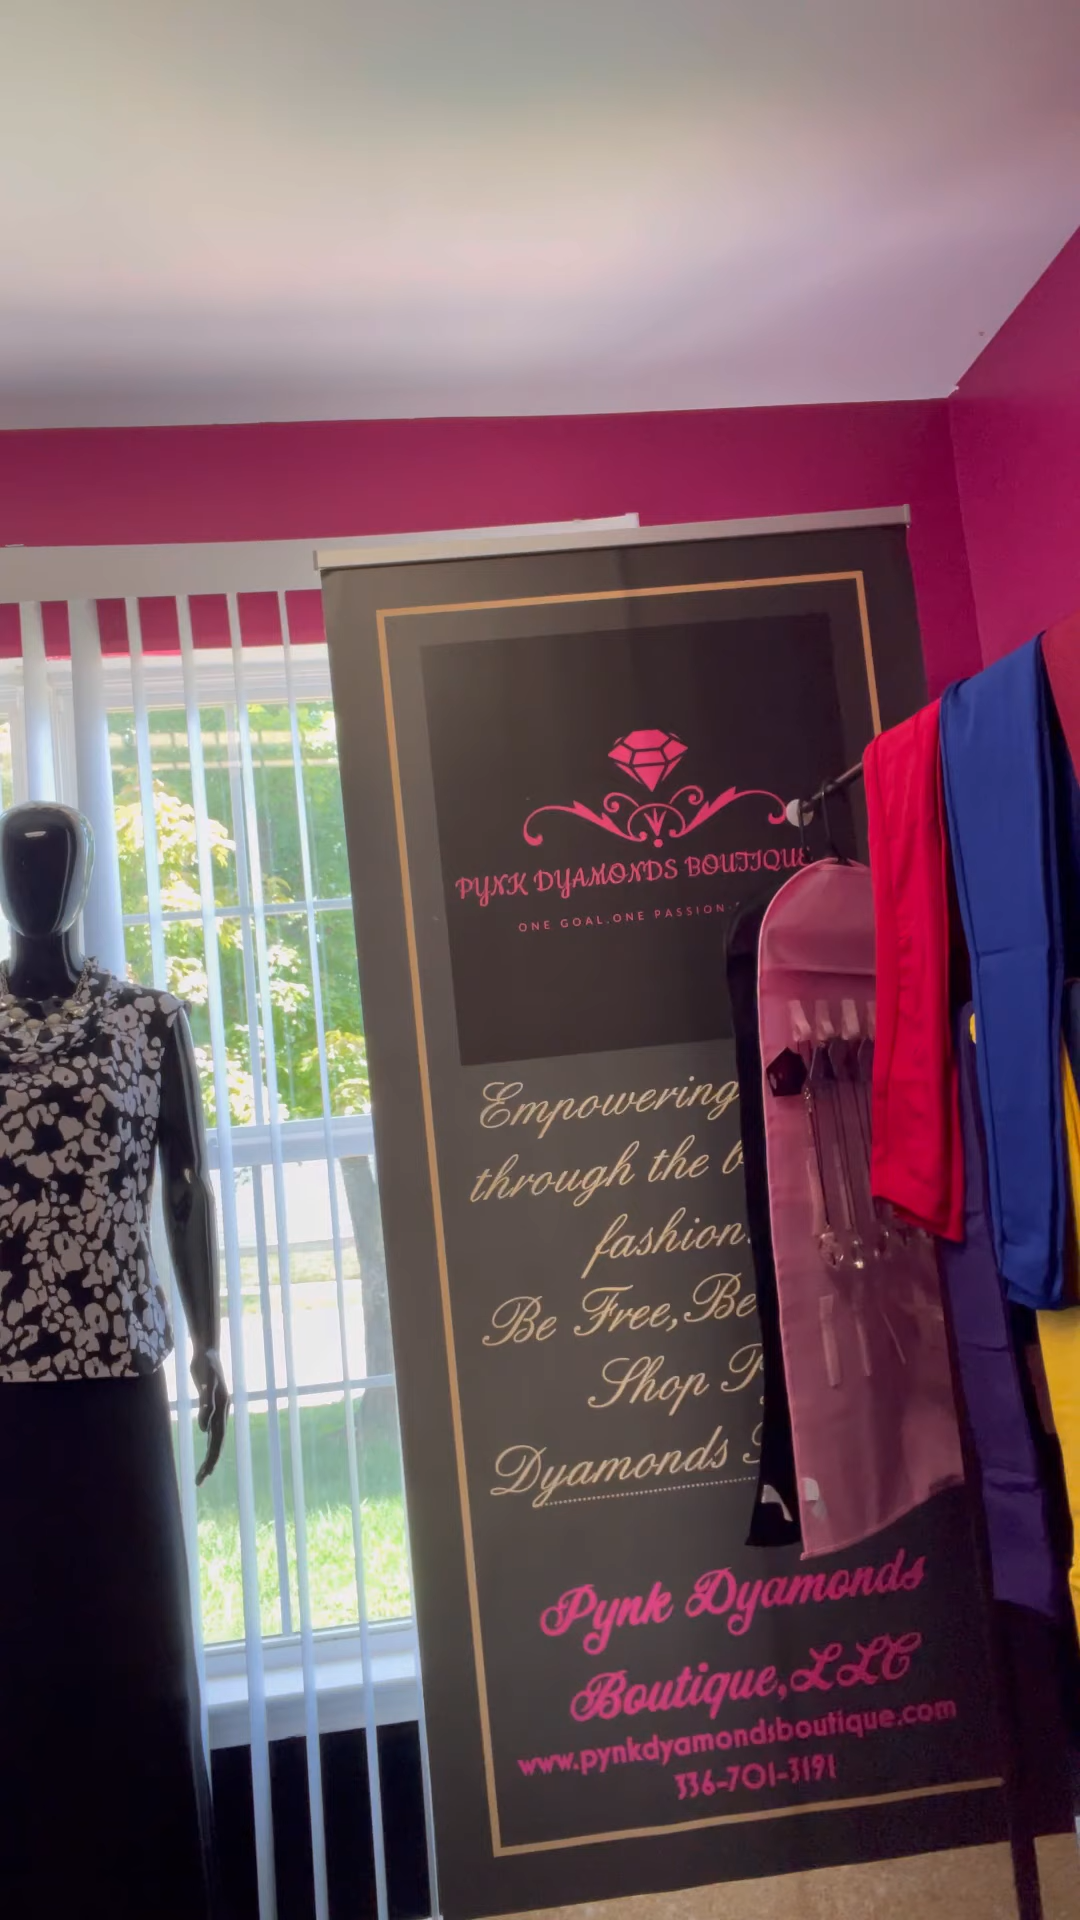 PYNK DYAMONDS BOUTIQUE
ONE GOAL.ONE PASSION
Empowering
through the
fashion.
Be Free,Be
Shop
Dyamonds
Pynk Dyamonds
Boutique,LLC
www.pynkdyamondsboutique.com
336-701-3191